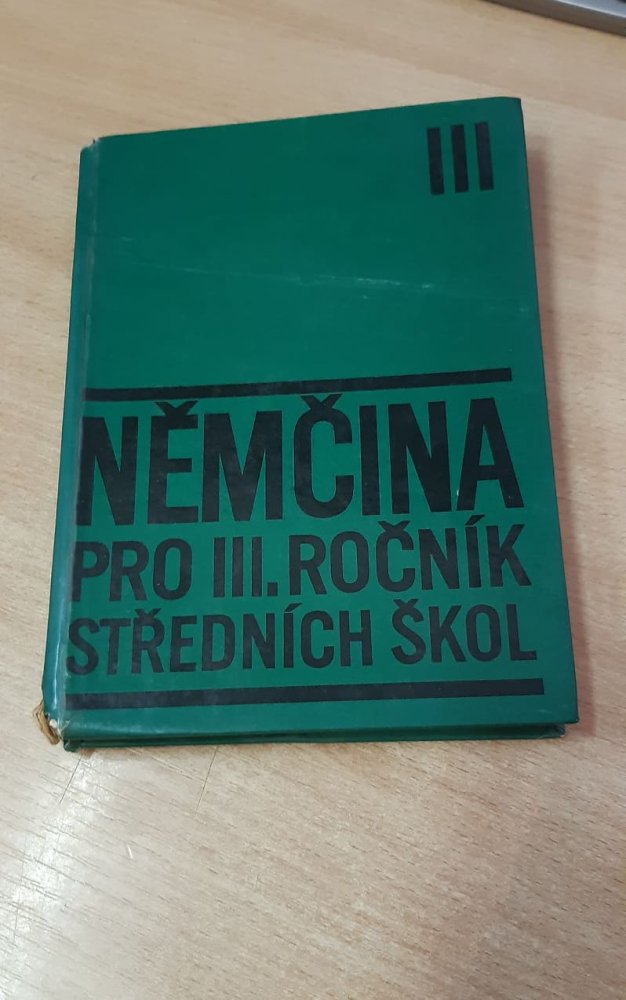 III
NĚMČINA
PRO III. ROČNÍK
STŘEDNÍCH ŠKOL